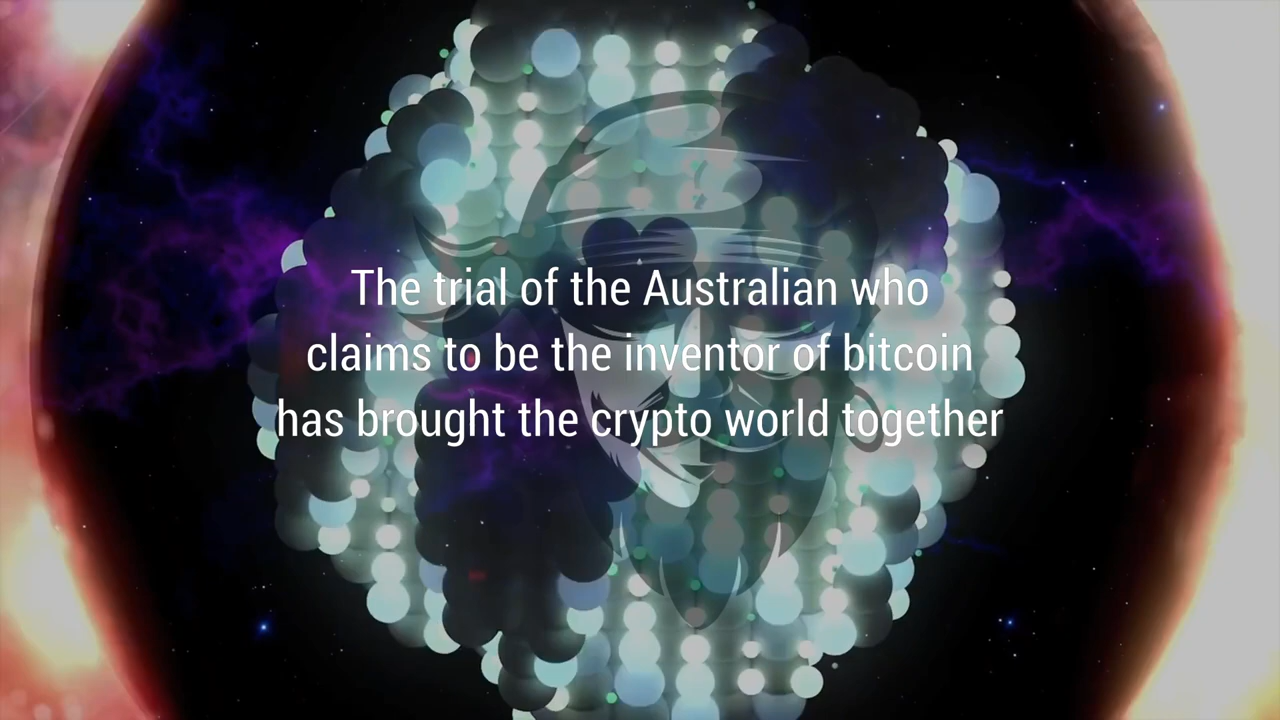 The trial of the Australian who
claims to be the inventor of bitcoin
has brought the crypto world together